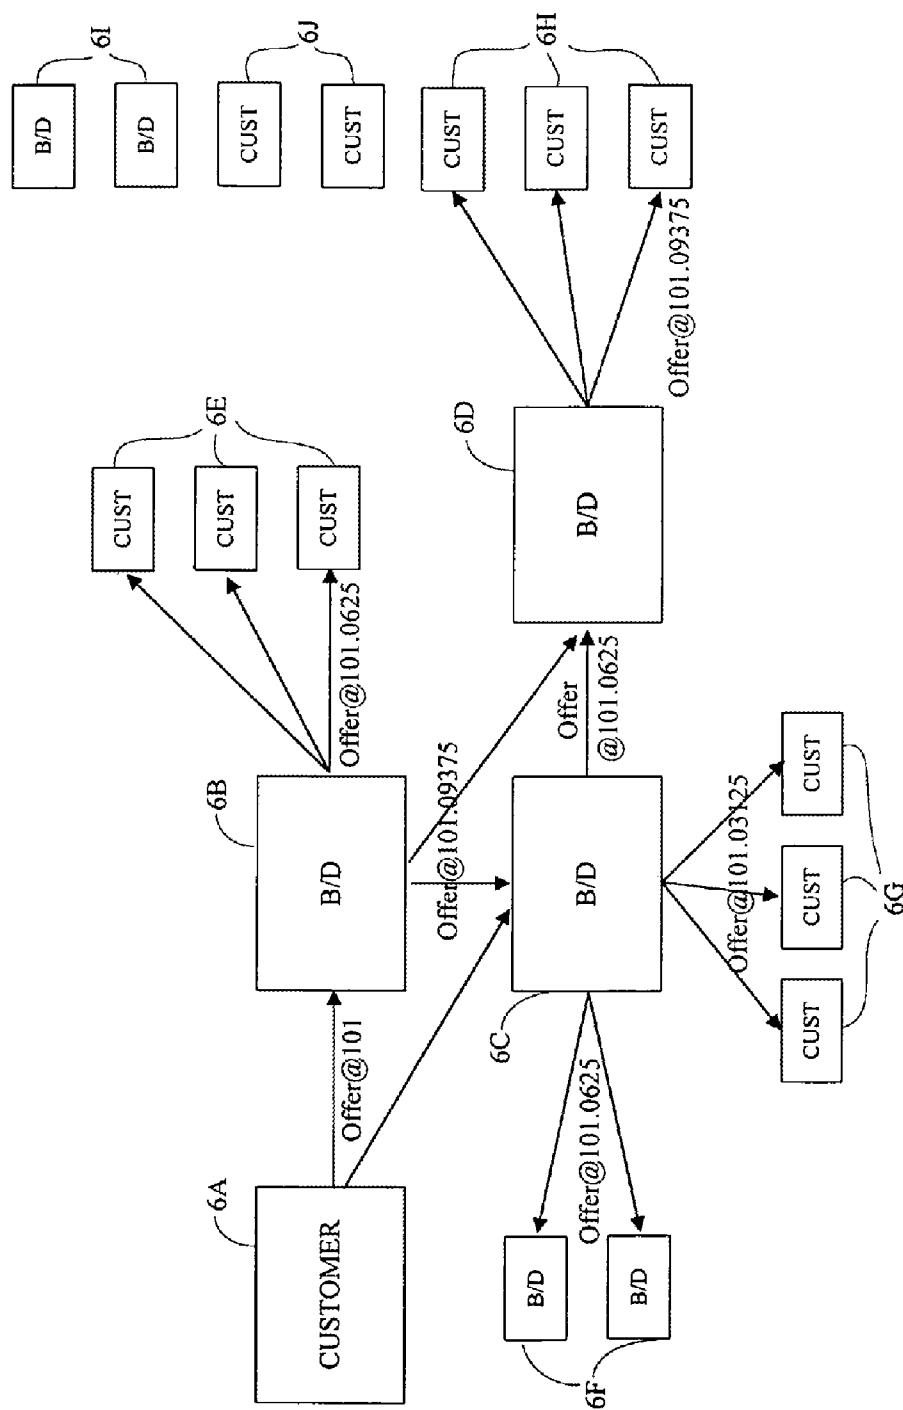 6A
CUSTOMER
Offer@101
6B
B/D
Offer@101.0625
6E
CUST
CUST
CUST
6I
B/D
B/D
6J
CUST
CUST
Offer@101.09375
6C
B/D
Offer
@101.0625
6D
B/D
Offer@101.09375
6H
CUST
CUST
CUST
6F
B/D
B/D
Offer@101.0625
Offer@101.03125
CUST
CUST
CUST
6G